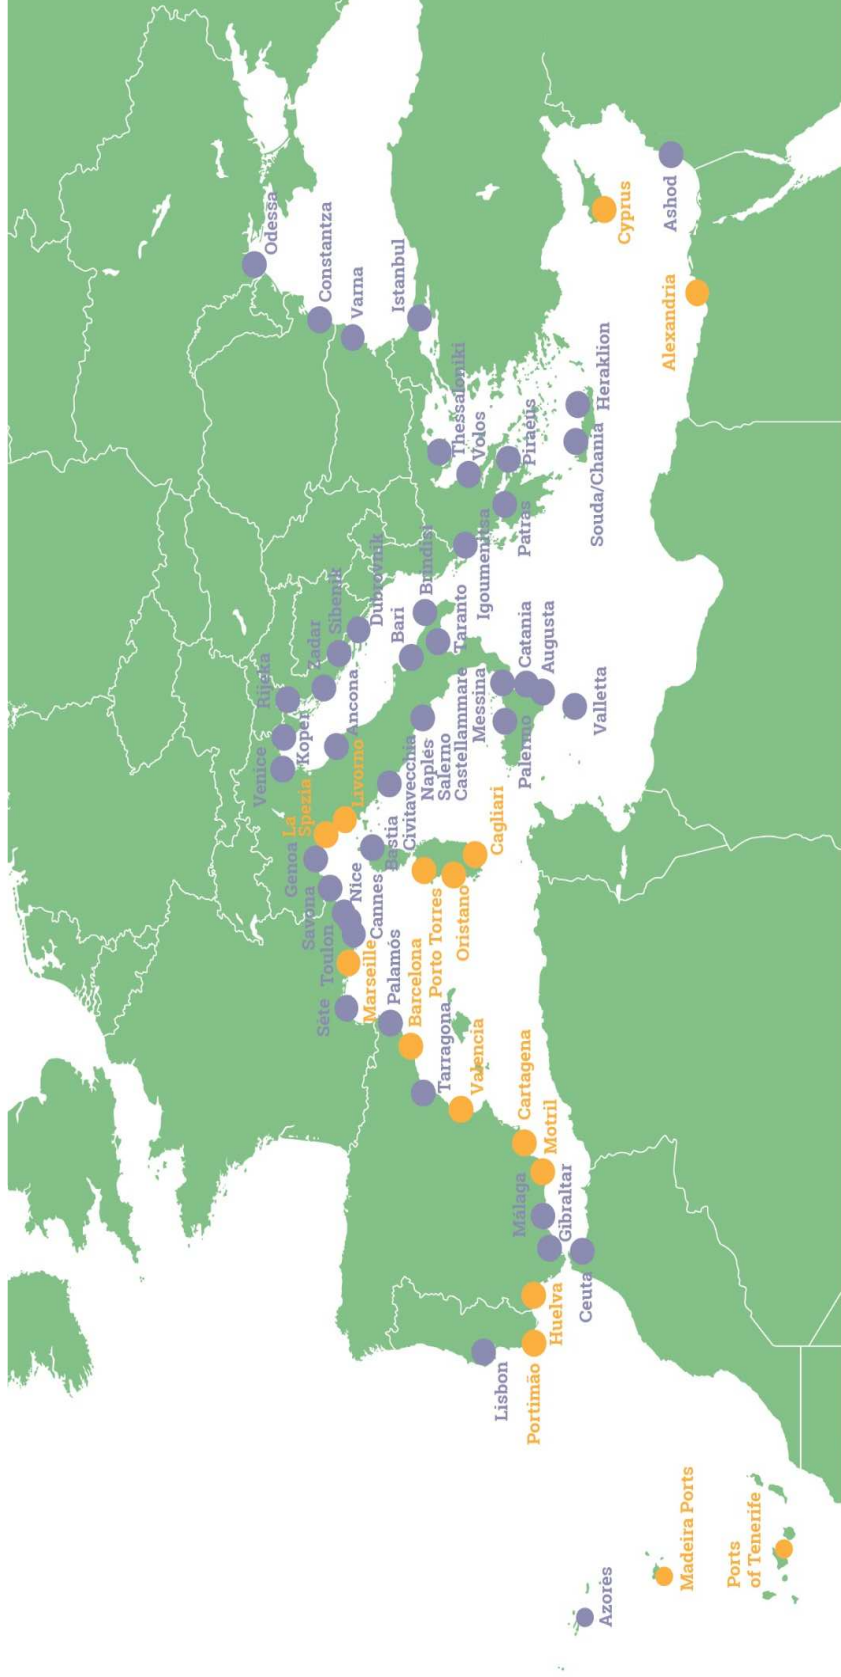 Azores
Madeira Ports
Ports
of Tenerife
Lisbon
Portimão
Huelva
Ceuta
Gibraltar
Málaga
Motril
Cartagena
Valencia
Tarragona
Barcelona
Palamós
Sète
Marseille
Toulon
Cannes
Nice
Savona
Genoa
La
Spezia
Livorno
Bastia
Porto Torres
Oristano
Cagliari
Civitavecchia
Naples
Salerno
Castellammare
Messina
Palermo
Catania
Augusta
Valletta
Taranto
Brindisi
Bari
Ancona
Venice
Koper
Rijeka
Zadar
Sibenik
Dubrovnik
Igoumenitsa
Patras
Piraeus
Volos
Thessaloniki
Souda/Chania
Heraklion
Istanbul
Varna
Constantza
Odessa
Cyprus
Alexandria
Ashod